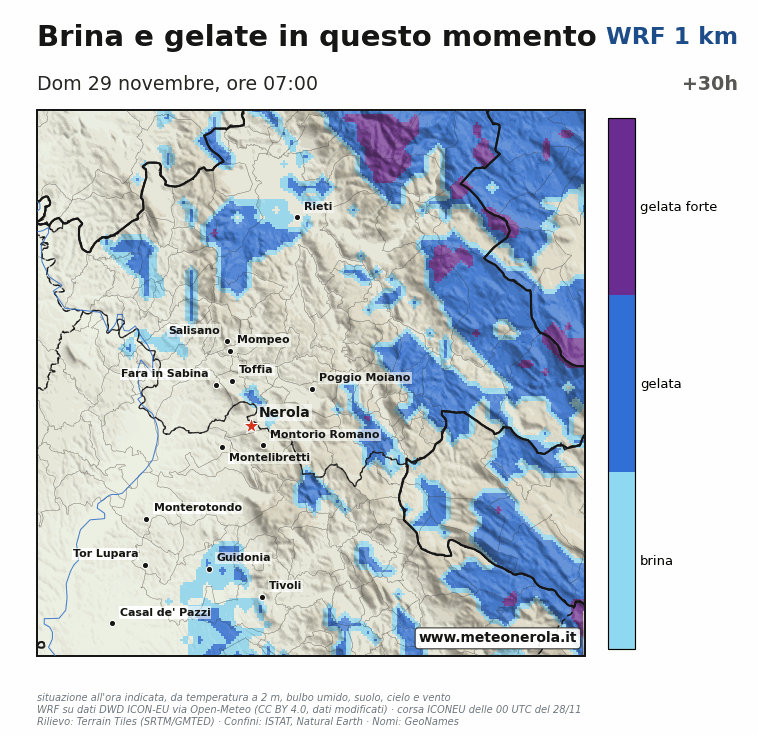 Brina e gelate in questo momento WRF 1 km
Dom 29 novembre, ore 07:00 +30h
gelata forte
Rieti
Salisano
Mompeo
Fara in Sabina
Toffia
Poggio Moiano
gelata
Nerola
Montorio Romano
Montelibretti
Monterotondo
Tor Lupara
Guidonia
brina
Tivoli
Casal de' Pazzi
www.meteonerola.it
situazione all'ora indicata, da temperatura a 2 m, bulbo umido, suolo, cielo e vento
WRF su dati DWD ICON-EU via Open-Meteo (CC BY 4.0, dati modificati) · corsa ICONEU delle 00 UTC del 28/11
Rilievo: Terrain Tiles (SRTM/GMTED) · Confini: ISTAT, Natural Earth · Nomi: GeoNames